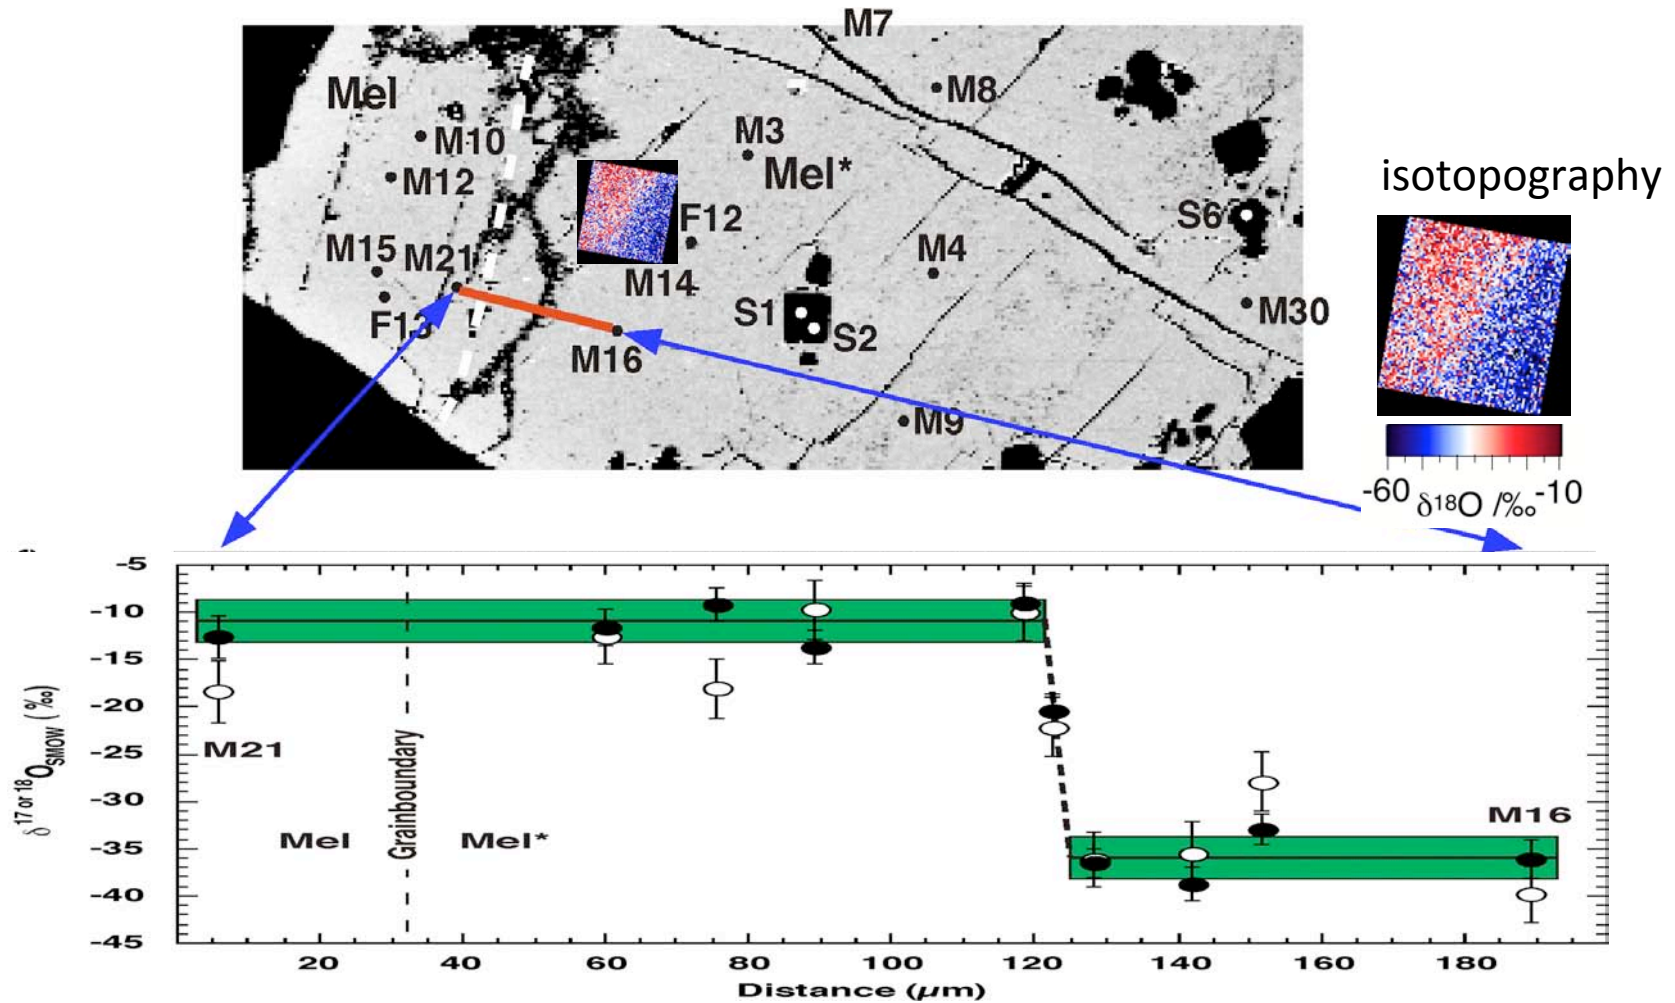 M7
Mel
M8
M10
M3
Mel*
M12
isotopography
F12
S6
M15
M21
M4
M14
S1
M30
F13
!
S2
M16
M9
-60
-10
δ18O /‰
-5
-10
-15
-20
-25
-30
-35
-40
-45
δ17 or 18OSMOW (‰)
M21
Grainboundary
M16
Mel
Mel*
20
40
60
80
100
120
140
160
180
Distance (μm)